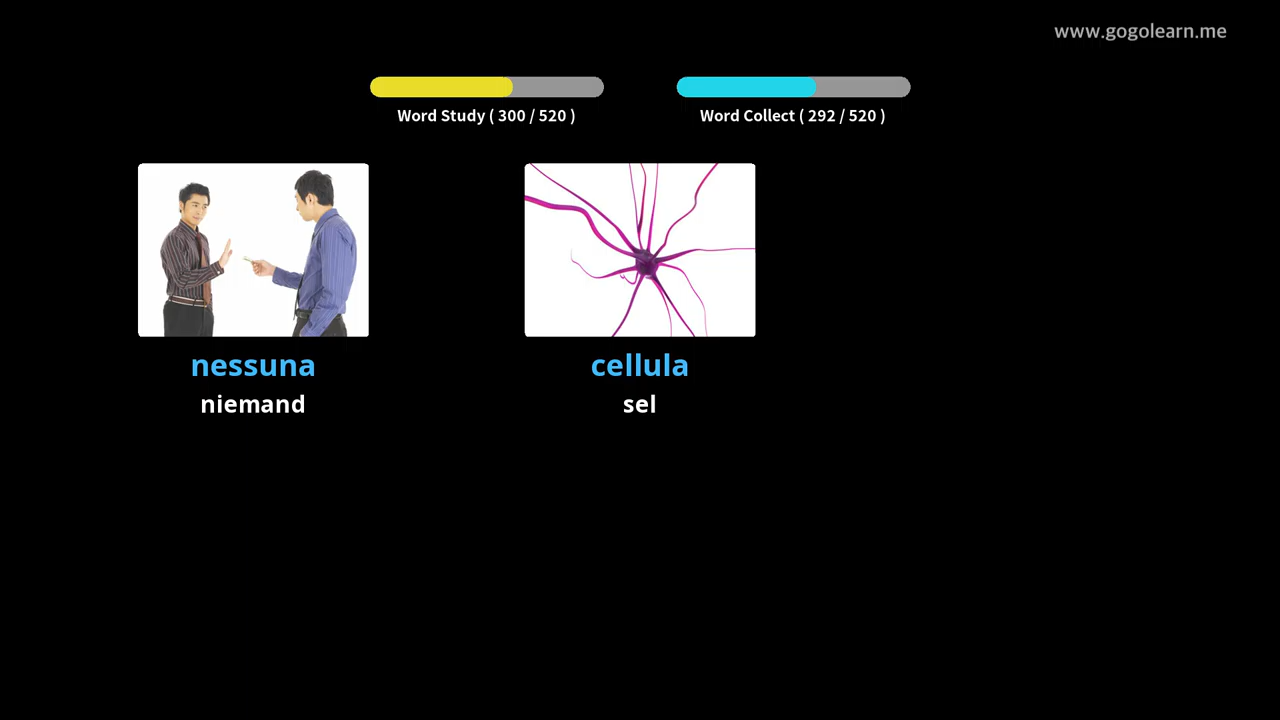 www.gogolearn.me
Word Study ( 300 / 520 )
Word Collect ( 292 / 520 )
nessuna
niemand
cellula
sel